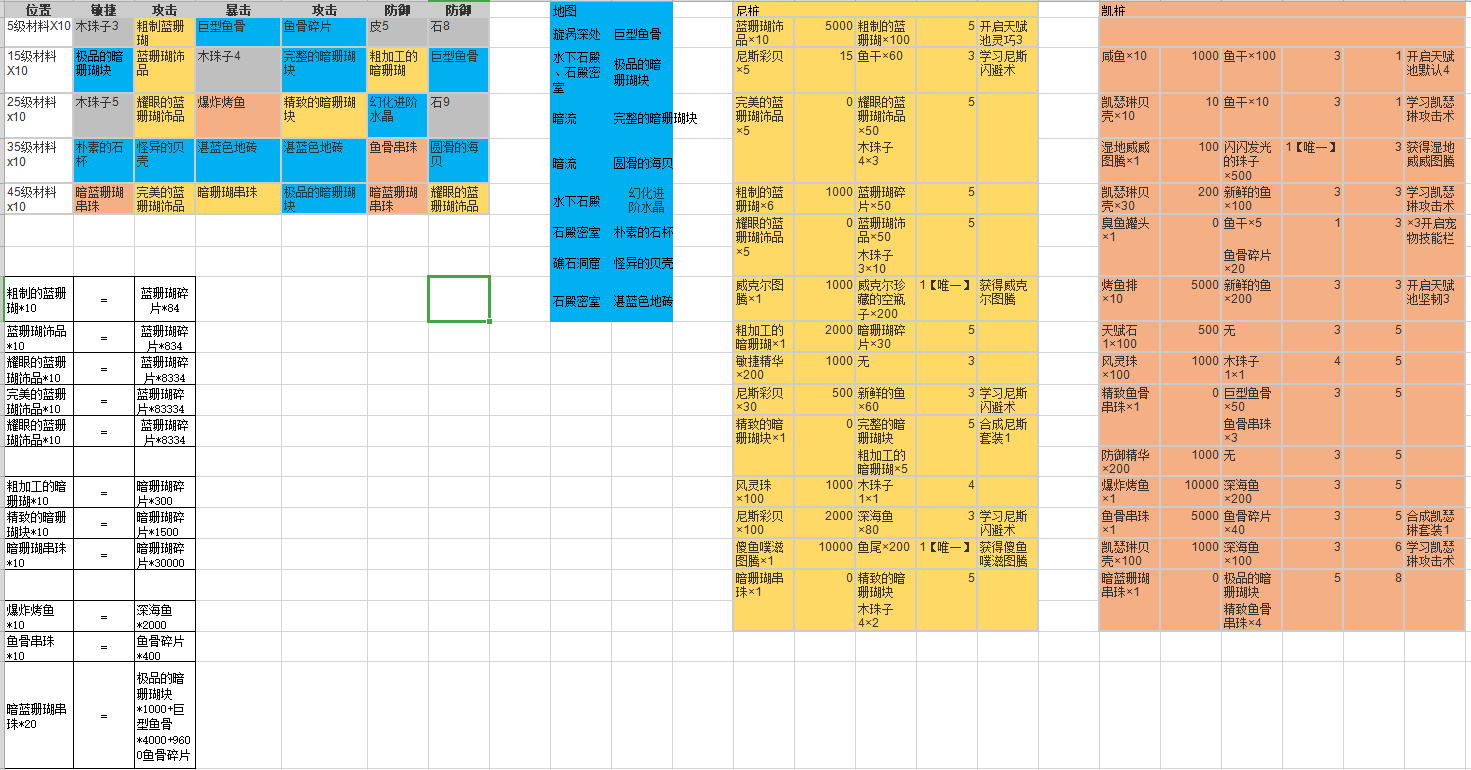 位置 敏捷 攻击 暴击 攻击 防御 防御
5级材料X10 木珠子3 粗制蓝珊瑚 巨型鱼骨 鱼骨碎片 皮5 石8
15级材料X10 极品的暗珊瑚块 蓝珊瑚饰品 木珠子4 完整的暗珊瑚块 粗加工的暗珊瑚 巨型鱼骨
25级材料x10 木珠子5 耀眼的蓝珊瑚饰品 爆炸烤鱼 精致的暗珊瑚块 幻化进阶水晶 石9
35级材料x10 朴素的石杯 怪异的贝壳 湛蓝色地砖 湛蓝色地砖 鱼骨串珠 圆滑的海贝
45级材料x10 暗蓝珊瑚串珠 完美的蓝珊瑚饰品 暗珊瑚串珠 极品的暗珊瑚块 暗蓝珊瑚串珠 耀眼的蓝珊瑚饰品
粗制的蓝珊瑚*10 = 蓝珊瑚碎片*84
蓝珊瑚饰品*10 = 蓝珊瑚碎片*834
耀眼的蓝珊瑚饰品*10 = 蓝珊瑚碎片*8334
完美的蓝珊瑚饰品*10 = 蓝珊瑚碎片*83334
耀眼的蓝珊瑚饰品*10 = 蓝珊瑚碎片*8334
粗加工的暗珊瑚*10 = 暗珊瑚碎片*300
精致的暗珊瑚块*10 = 暗珊瑚碎片*1500
暗珊瑚串珠*10 = 暗珊瑚碎片*30000
爆炸烤鱼*10 = 深海鱼*2000
鱼骨串珠*10 = 鱼骨碎片*400
暗蓝珊瑚串珠*20 = 极品的暗珊瑚块*1000+巨型鱼骨*4000+9600鱼骨碎片
地图
漩涡深处 巨型鱼骨
水下石殿、石殿密室 极品的暗珊瑚块
暗流 完整的暗珊瑚块
暗流 圆滑的海贝
水下石殿 幻化进阶水晶
石殿密室 朴素的石杯
礁石洞窟 怪异的贝壳
石殿密室 湛蓝色地砖
尼桩
蓝珊瑚饰品×10 5000 粗制的蓝珊瑚×100 5 开启天赋池灵巧3
尼斯彩贝×5 15 鱼干×60 3 学习尼斯闪避术
完美的蓝珊瑚饰品×5 0 耀眼的蓝珊瑚饰品×50 5
木珠子4×3
粗制的蓝珊瑚×6 1000 蓝珊瑚碎片×50 5
耀眼的蓝珊瑚饰品×5 0 蓝珊瑚饰品×50 5
木珠子3×10
威克尔图腾×1 1000 威克尔珍藏的空瓶子×200 1【唯一】 获得威克尔图腾
粗加工的暗珊瑚×1 2000 暗珊瑚碎片×30 5
敏捷精华×200 1000 无 3
尼斯彩贝×30 500 新鲜的鱼×60 3 学习尼斯闪避术
精致的暗珊瑚块×1 0 完整的暗珊瑚块 5 合成尼斯套装1
粗加工的暗珊瑚×5
风灵珠×100 1000 木珠子1×1 4
尼斯彩贝×100 2000 深海鱼×80 3 学习尼斯闪避术
傻鱼噗滋图腾×1 10000 鱼尾×200 1【唯一】 获得傻鱼噗滋图腾
暗珊瑚串珠×1 0 精致的暗珊瑚块 5
木珠子4×2
凯桩
咸鱼×10 1000 鱼干×100 3 1 开启天赋池默认4
凯瑟琳贝壳×10 10 鱼干×10 3 1 学习凯瑟琳攻击术
湿地威威图腾×1 100 闪闪发光的珠子×500 1【唯一】 3 获得湿地威威图腾
凯瑟琳贝壳×30 200 新鲜的鱼×100 3 3 学习凯瑟琳攻击术
臭鱼罐头×1 0 鱼干×5 1 3 ×3开启宠物技能栏
鱼骨碎片×20
烤鱼排×10 5000 新鲜的鱼×200 3 3 开启天赋池坚韧3
天赋石1×100 500 无 3 5
风灵珠×100 1000 木珠子1×1 4 5
精致鱼骨串珠×1 0 巨型鱼骨×50 3 5
鱼骨串珠×3
防御精华×200 1000 无 3 5
爆炸烤鱼×1 10000 深海鱼×200 3 5
鱼骨串珠×1 5000 鱼骨碎片×40 3 5 合成凯瑟琳套装1
凯瑟琳贝壳×100 1000 深海鱼×100 3 6 学习凯瑟琳攻击术
暗蓝珊瑚串珠×1 0 极品的暗珊瑚块 5 8
精致鱼骨串珠×4